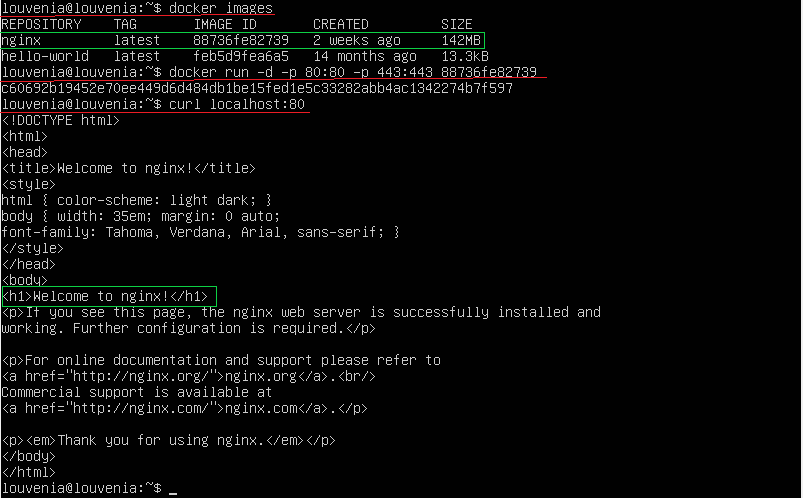 louvenia@louvenia:~$ docker images
REPOSITORY    TAG       IMAGE ID       CREATED         SIZE
nginx         latest    88736fe82739   2 weeks ago     142MB
hello-world   latest    feb5d9fea6a5   14 months ago   13.3kB
louvenia@louvenia:~$ docker run -d -p 80:80 -p 443:443 88736fe82739
c60692b19452e70ee449d6d484db1be15fed1e5c33282abb4ac1342274b7f597
louvenia@louvenia:~$ curl localhost:80
<!DOCTYPE html>
<html>
<head>
<title>Welcome to nginx!</title>
<style>
html { color-scheme: light dark; }
body { width: 35em; margin: 0 auto;
font-family: Tahoma, Verdana, Arial, sans-serif; }
</style>
</head>
<body>
<h1>Welcome to nginx!</h1>
<p>If you see this page, the nginx web server is successfully installed and
working. Further configuration is required.</p>
<p>For online documentation and support please refer to
<a href="http://nginx.org/">nginx.org</a>.<br/>
Commercial support is available at
<a href="http://nginx.com/">nginx.com</a>.</p>
<p><em>Thank you for using nginx.</em></p>
</body>
</html>
louvenia@louvenia:~$ _